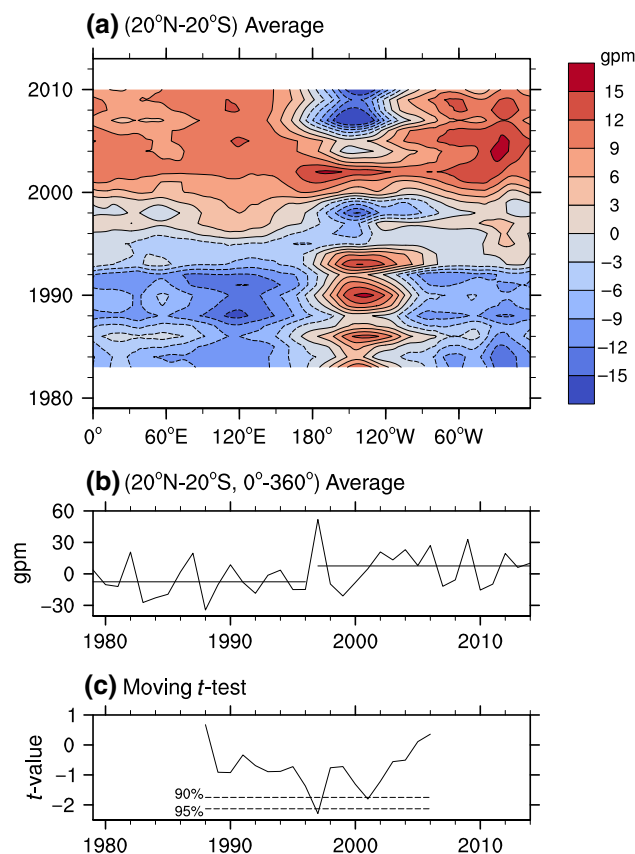 (a) (20°N-20°S) Average
gpm
2010
2000
1990
1980
0° 60°E 120°E 180° 120°W 60°W
15
12
9
6
3
0
−3
−6
−9
−12
−15
(b) (20°N-20°S, 0°-360°) Average
gpm
60
30
0
−30
1980 1990 2000 2010
(c) Moving t-test
t-value
1
0
−1
−2
90%
95%
1980 1990 2000 2010